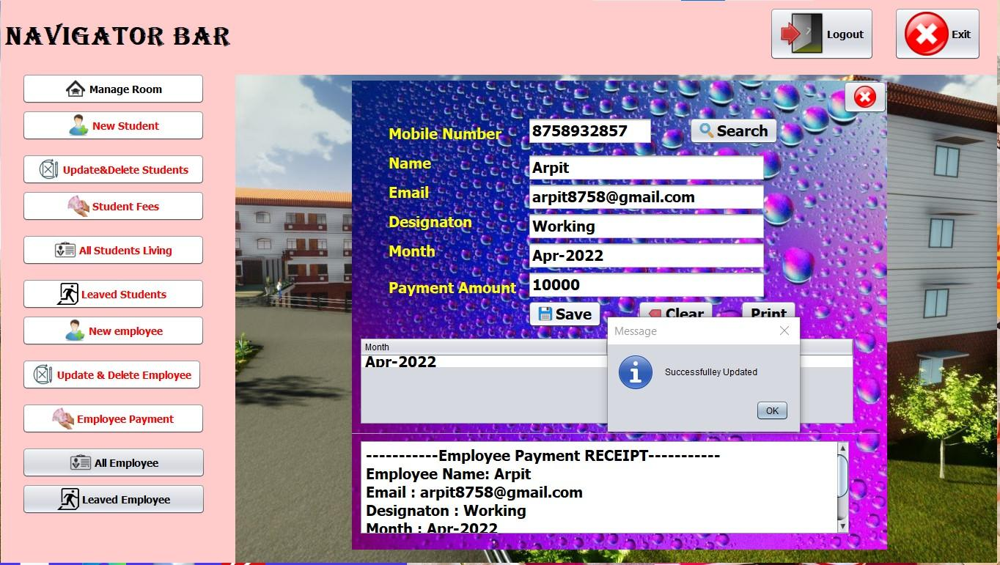 NAVIGATOR BAR
Logout
Exit
Manage Room
New Student
Update&Delete Students
Student Fees
All Students Living
Leaved Students
New employee
Update & Delete Employee
Employee Payment
All Employee
Leaved Employee
Mobile Number 8758932857 Search
Name Arpit
Email arpit8758@gmail.com
Designaton Working
Month Apr-2022
Payment Amount 10000
Save Clear Print
Month
Apr-2022
Message
Successfulley Updated
OK
-----------Employee Payment RECEIPT-----------
Employee Name: Arpit
Email : arpit8758@gmail.com
Designaton : Working
Month : Apr-2022